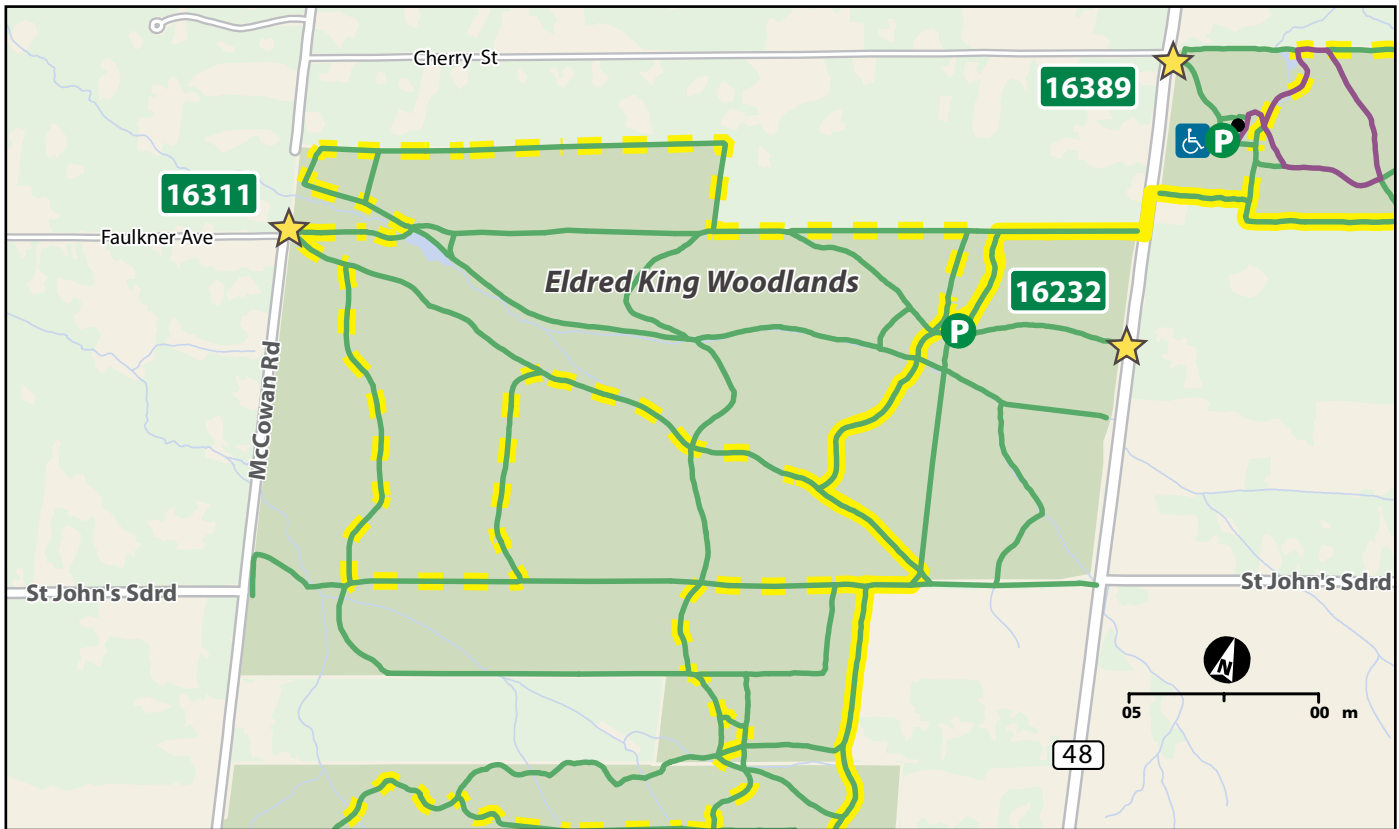 Cherry St
16389
P
16311
Faulkner Ave
Eldred King Woodlands
16232
P
McCowan Rd
St John's Sdrd
St John's Sdrd
N
05 00 m
48